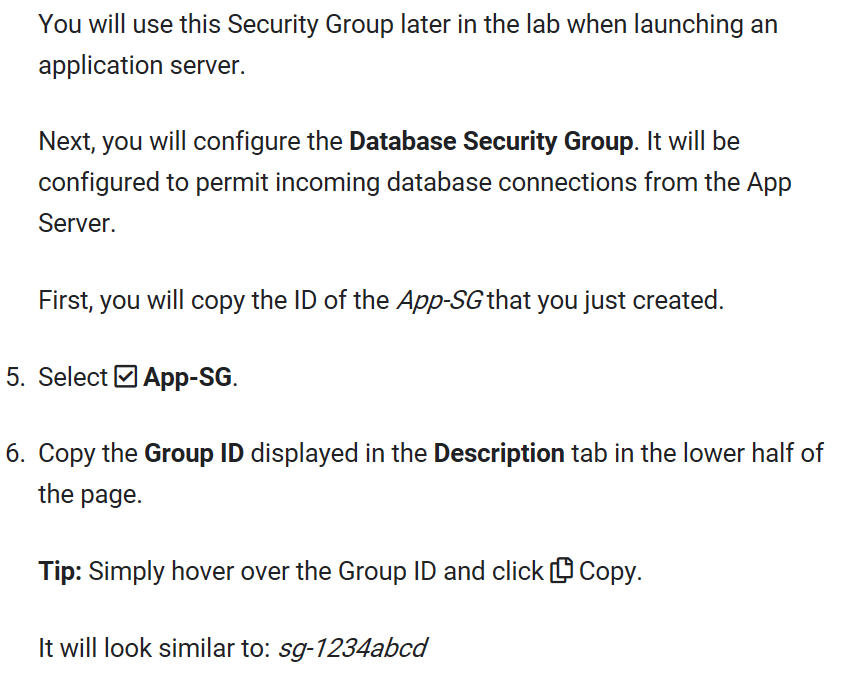 You will use this Security Group later in the lab when launching an
application server.
Next, you will configure the Database Security Group. It will be
configured to permit incoming database connections from the App
Server.
First, you will copy the ID of the App-SG that you just created.
5. Select ☑ App-SG.
6. Copy the Group ID displayed in the Description tab in the lower half of
the page.
Tip: Simply hover over the Group ID and click Copy.
It will look similar to: sg-1234abcd